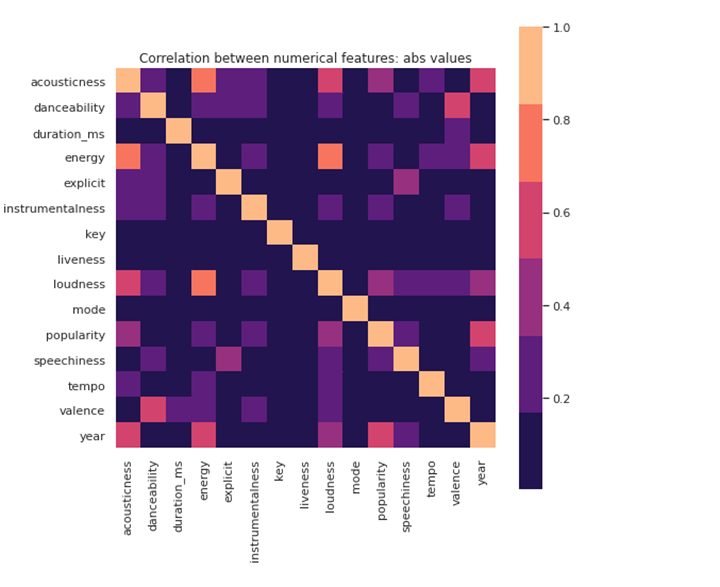 Correlation between numerical features: abs values
acousticness
danceability
duration_ms
energy
explicit
instrumentalness
key
liveness
loudness
mode
popularity
speechiness
tempo
valence
year
acousticness
danceability
duration_ms
energy
explicit
instrumentalness
key
liveness
loudness
mode
popularity
speechiness
tempo
valence
year
1.0
0.8
0.6
0.4
0.2